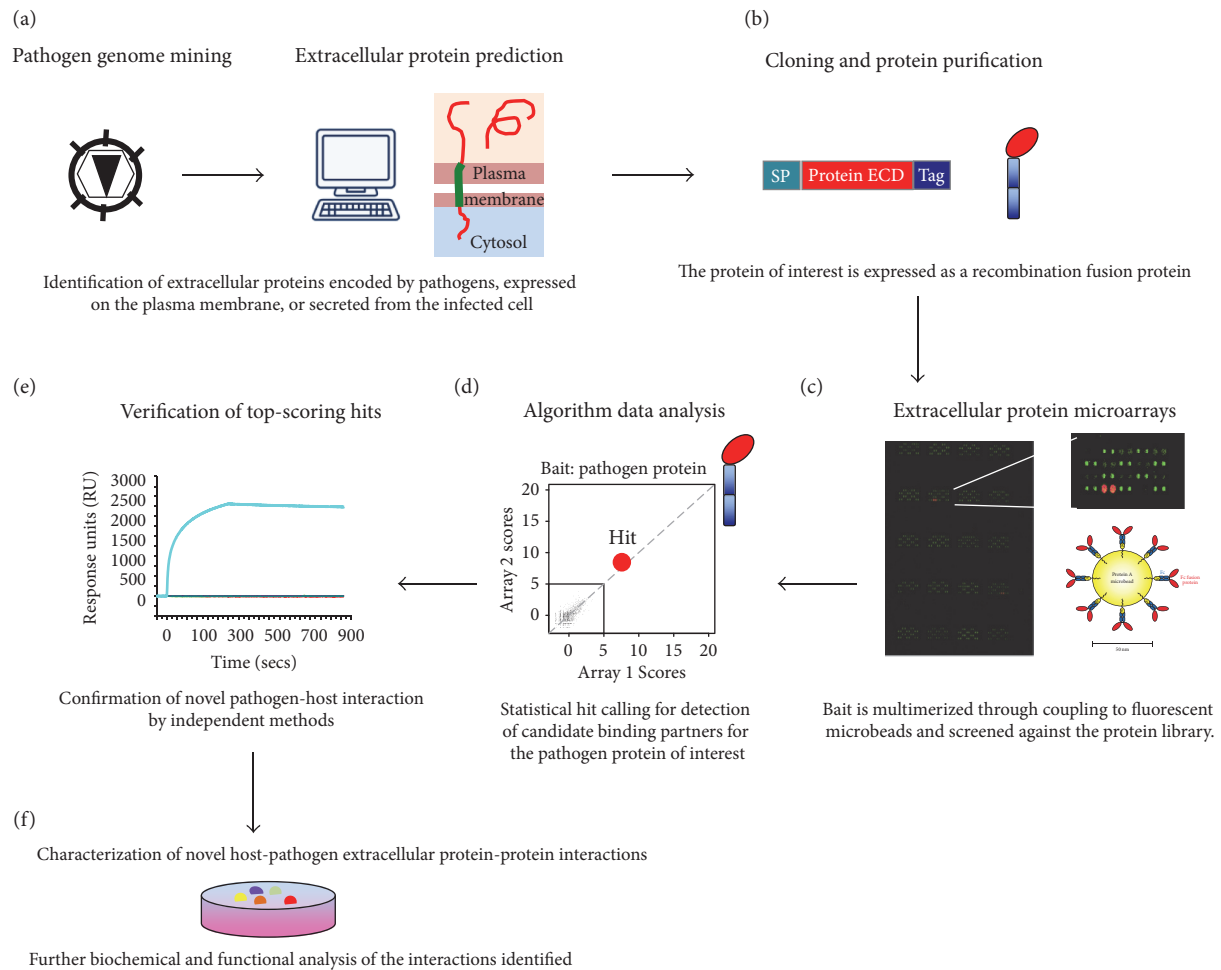 (a)
Pathogen genome mining
Extracellular protein prediction
Plasma
membrane
Cytosol
Identification of extracellular proteins encoded by pathogens, expressed
on the plasma membrane, or secreted from the infected cell
(b)
Cloning and protein purification
SP
Protein ECD
Tag
The protein of interest is expressed as a recombination fusion protein
(c)
Extracellular protein microarrays
Protein A
microbead
Fc
Fc fusion
protein
50 nm
Bait is multimerized through coupling to fluorescent
microbeads and screened against the protein library.
(d)
Algorithm data analysis
Bait: pathogen protein
Array 2 scores
20
15
10
5
0
Hit
0 5 10 15 20
Array 1 Scores
Statistical hit calling for detection
of candidate binding partners for
the pathogen protein of interest
(e)
Verification of top-scoring hits
Response units (RU)
3000
2500
2000
1500
1000
500
0
0 100 300 500 700 900
Time (secs)
Confirmation of novel pathogen-host interaction
by independent methods
(f)
Characterization of novel host-pathogen extracellular protein-protein interactions
Further biochemical and functional analysis of the interactions identified